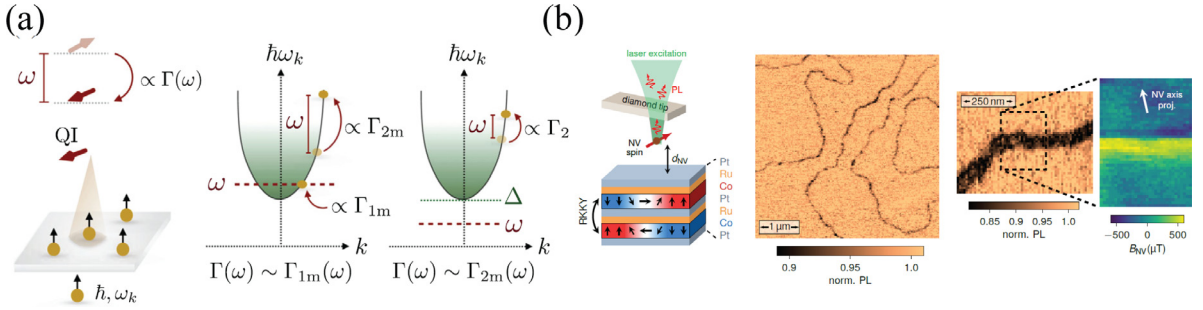 (a)
ω
∝ Γ(ω)
QI
ħ, ω_k
ħω_k
ω
∝ Γ_2m
ω
∝ Γ_1m
k
Γ(ω) ∼ Γ_1m(ω)
ħω_k
ω
∝ Γ_2
Δ
ω
k
Γ(ω) ∼ Γ_2m(ω)
(b)
laser excitation
PL
diamond tip
NV
spin
d_NV
RKKY
Pt
Ru
Co
Pt
Ru
Co
Pt
1 µm
0.9
0.95
1.0
norm. PL
250 nm
0.85
0.95
1.0
norm. PL
NV axis
proj.
−500
0
500
B_NV(µT)